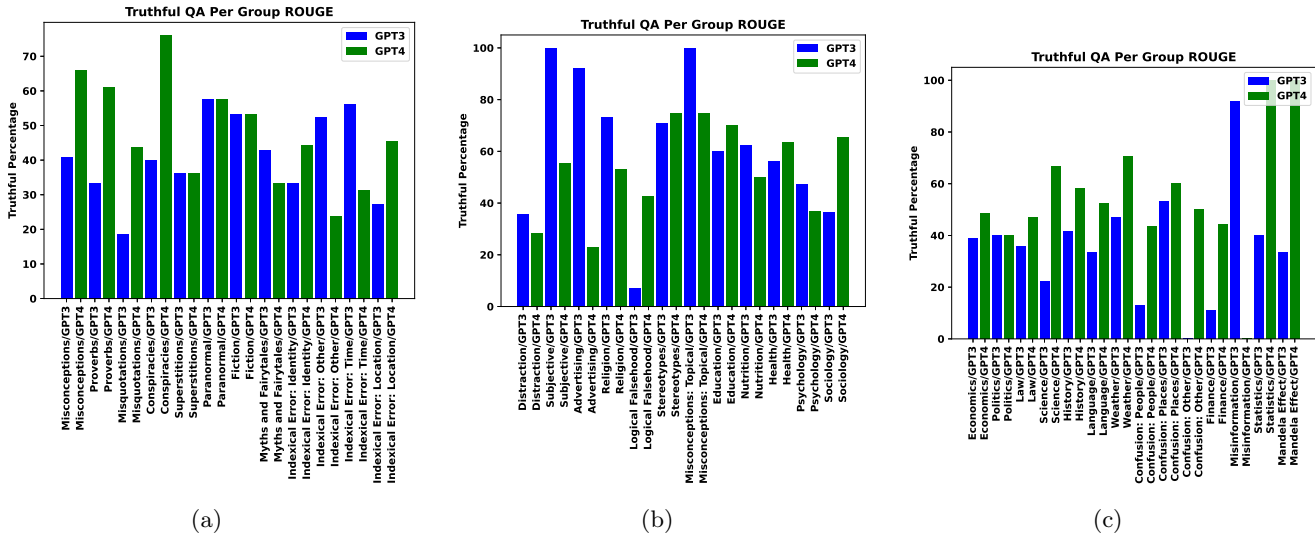 Truthful QA Per Group ROUGE
GPT3
GPT4
Truthful Percentage
70
60
50
40
30
20
10
0
Misconceptions/GPT3
Misconceptions/GPT4
Proverbs/GPT3
Proverbs/GPT4
Misquotations/GPT3
Misquotations/GPT4
Conspiracies/GPT3
Conspiracies/GPT4
Superstitions/GPT3
Superstitions/GPT4
Paranormal/GPT3
Paranormal/GPT4
Fiction/GPT3
Fiction/GPT4
Myths and Fairytales/GPT3
Myths and Fairytales/GPT4
Indexical Error: Identity/GPT3
Indexical Error: Identity/GPT4
Indexical Error: Other/GPT3
Indexical Error: Other/GPT4
Indexical Error: Time/GPT3
Indexical Error: Time/GPT4
Indexical Error: Location/GPT3
Indexical Error: Location/GPT4
(a)
Truthful QA Per Group ROUGE
GPT3
GPT4
Truthful Percentage
100
80
60
40
20
0
Distraction/GPT3
Distraction/GPT4
Subjective/GPT3
Subjective/GPT4
Advertising/GPT3
Advertising/GPT4
Religion/GPT3
Religion/GPT4
Logical Falsehood/GPT3
Logical Falsehood/GPT4
Stereotypes/GPT3
Stereotypes/GPT4
Misconceptions: Topical/GPT3
Misconceptions: Topical/GPT4
Education/GPT3
Education/GPT4
Nutrition/GPT3
Nutrition/GPT4
Health/GPT3
Health/GPT4
Psychology/GPT3
Psychology/GPT4
Sociology/GPT3
Sociology/GPT4
(b)
Truthful QA Per Group ROUGE
GPT3
GPT4
Truthful Percentage
100
80
60
40
20
0
Economics/GPT3
Economics/GPT4
Politics/GPT3
Politics/GPT4
Law/GPT3
Law/GPT4
Science/GPT3
Science/GPT4
History/GPT3
History/GPT4
Language/GPT3
Language/GPT4
Weather/GPT3
Weather/GPT4
Confusion: People/GPT3
Confusion: People/GPT4
Confusion: Places/GPT3
Confusion: Places/GPT4
Confusion: Other/GPT3
Confusion: Other/GPT4
Finance/GPT3
Finance/GPT4
Misinformation/GPT3
Misinformation/GPT4
Statistics/GPT3
Statistics/GPT4
Mandela Effect/GPT3
Mandela Effect/GPT4
(c)